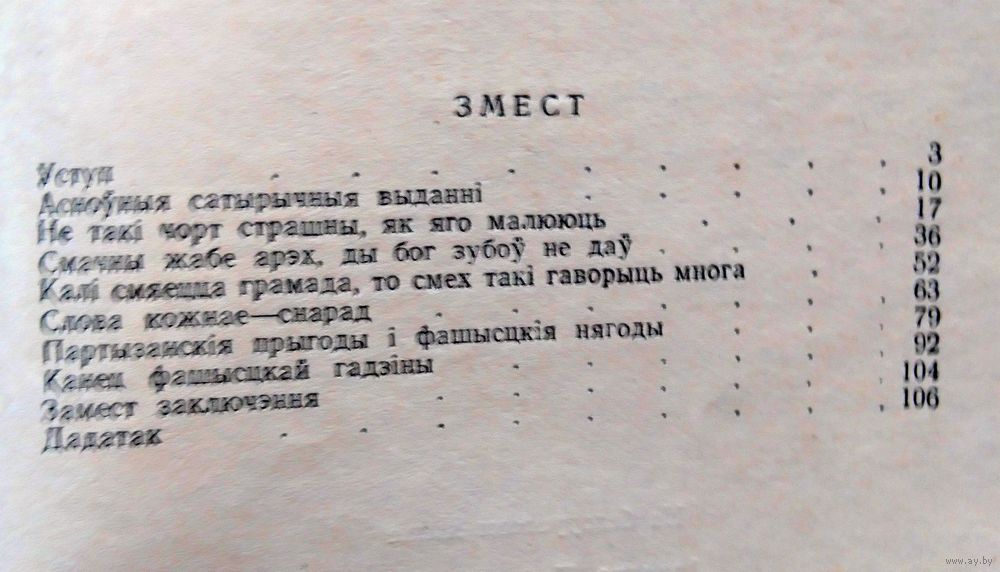 ЗМЕСТ
Уступ . . . . . . . . . 3
Асноўныя сатырычныя выданні . . . . . 10
Не такі чорт страшны, як яго малююць . . . 17
Смачны жабе арэх, ды бог зубоў не даў . . . . 36
Калі смяецца грамада, то смех такі гаворыць многа . 52
Слова кожнае—снарад . . . . . . . 63
Партызанскія прыгоды і фашысцкія нягоды . . . 79
Канец фашысцкай гадзіны . . . . . . 92
Замест заключэння . . . . . . . 104
Дадатак . . . . . . . . . 106
www.ay.by